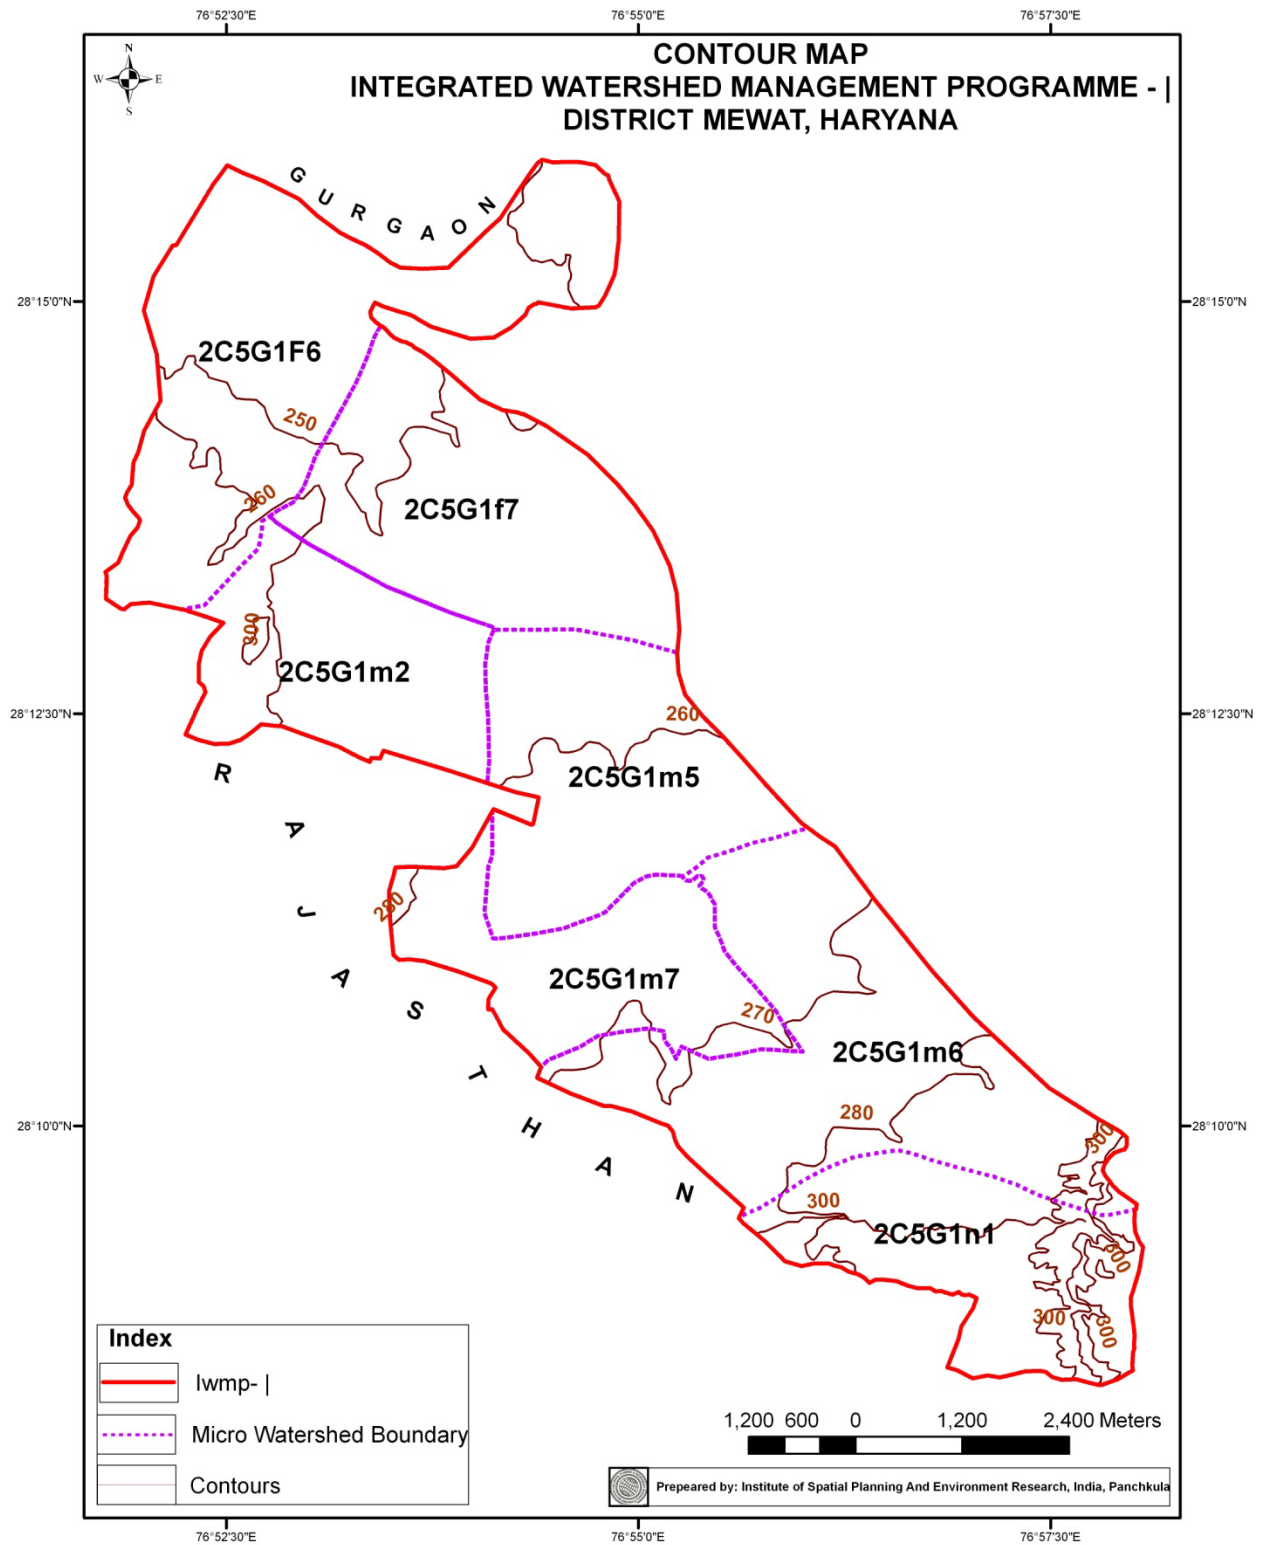 76°52'30"E 76°55'0"E 76°57'30"E
N
W E
S
CONTOUR MAP
INTEGRATED WATERSHED MANAGEMENT PROGRAMME - |
DISTRICT MEWAT, HARYANA
GURGAON
28°15'0"N 28°15'0"N
2C5G1F6
250
260
2C5G1f7
300
2C5G1m2
28°12'30"N 28°12'30"N
260
2C5G1m5
RAJASTHAN
280
2C5G1m7
270
2C5G1m6
280
28°10'0"N 28°10'0"N
300
300
2C5G1n1
300
300
300
Index
Iwmp- |
Micro Watershed Boundary
Contours
1,200 600 0 1,200 2,400 Meters
Prepeared by: Institute of Spatial Planning And Environment Research, India, Panchkula
76°52'30"E 76°55'0"E 76°57'30"E